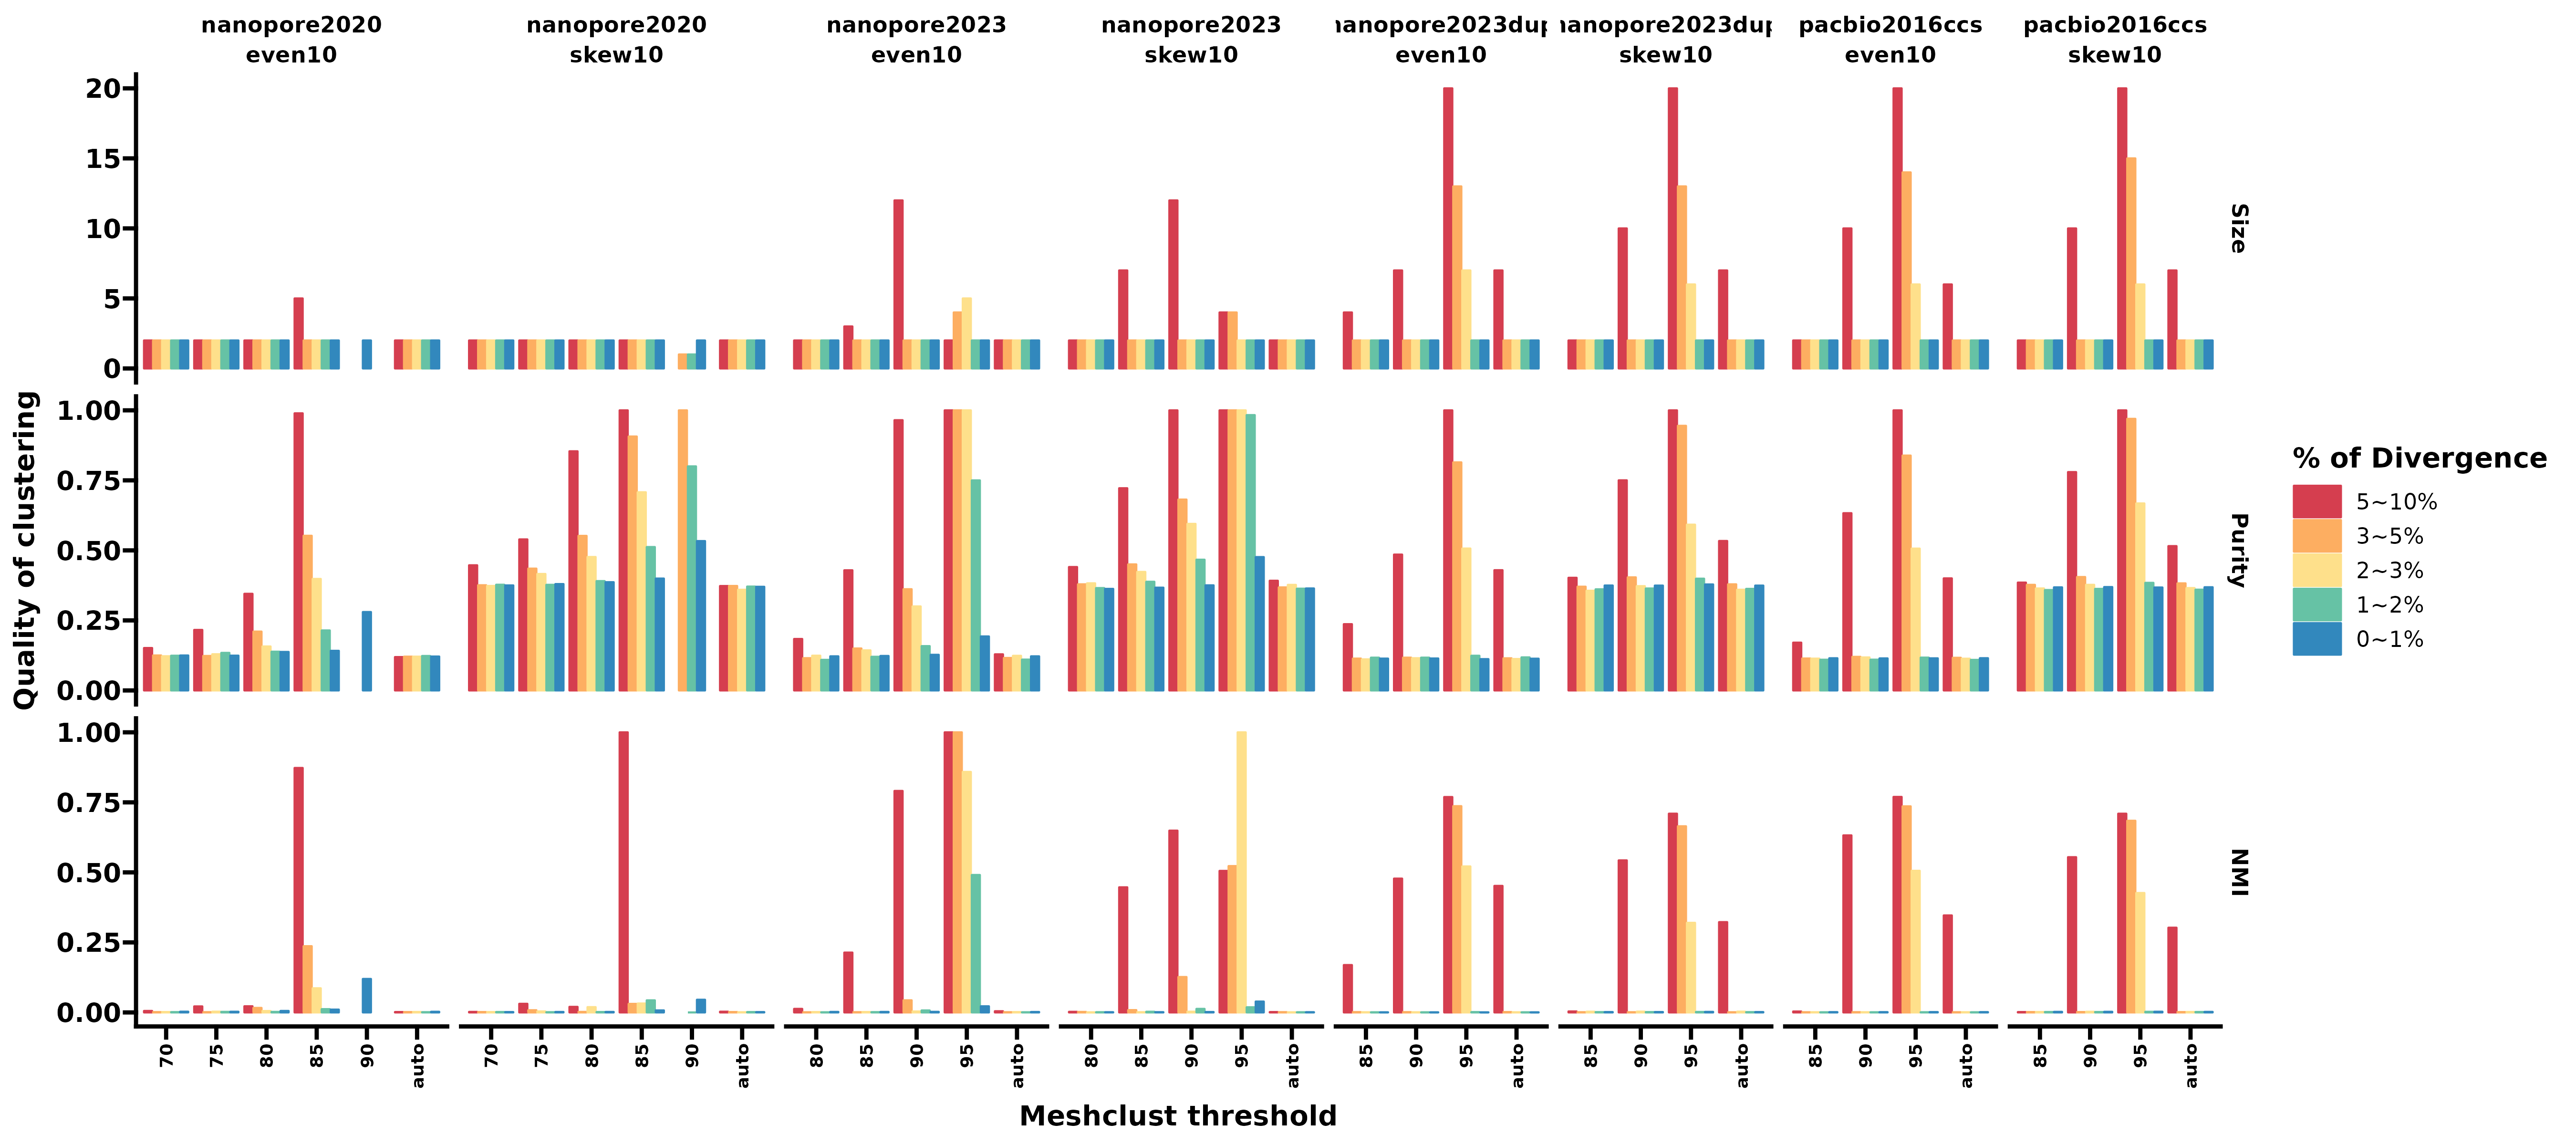 nanopore2020 nanopore2020 nanopore2023 nanopore2023 nanopore2023dup nanopore2023dup pacbio2016ccs pacbio2016ccs
even10 skew10 even10 skew10 even10 skew10 even10 skew10
20
15
10
5
0
Size
1.00
0.75
0.50
0.25
0.00
Purity
1.00
0.75
0.50
0.25
0.00
NMI
Quality of clustering
70 75 80 85 90 auto 70 75 80 85 90 auto 80 85 90 95 auto 80 85 90 95 auto 85 90 95 auto 85 90 95 auto 85 90 95 auto 85 90 95 auto
Meshclust threshold
% of Divergence
5~10%
3~5%
2~3%
1~2%
0~1%